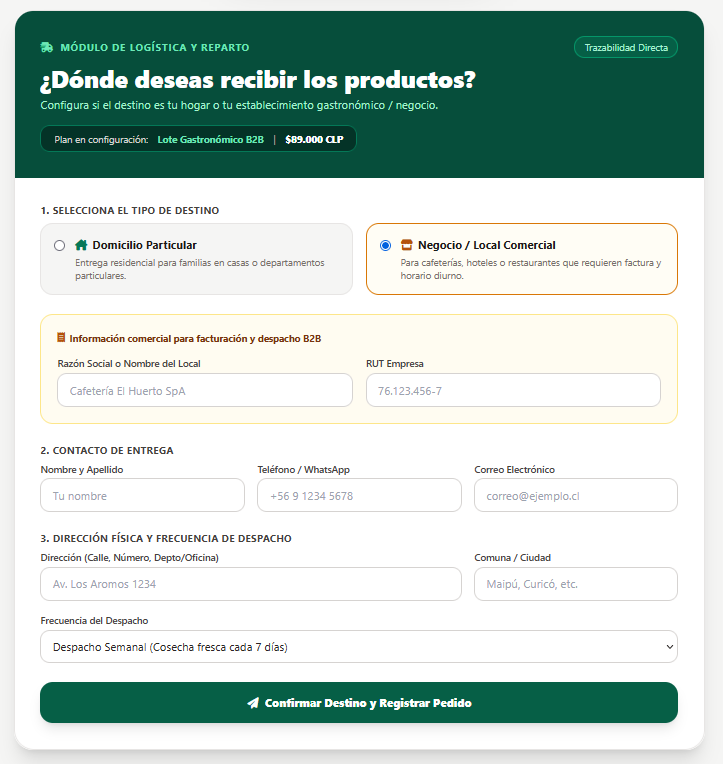 MÓDULO DE LOGÍSTICA Y REPARTO
Trazabilidad Directa
¿Dónde deseas recibir los productos?
Configura si el destino es tu hogar o tu establecimiento gastronómico / negocio.
Plan en configuración: Lote Gastronómico B2B | $89.000 CLP
1. SELECCIONA EL TIPO DE DESTINO
Domicilio Particular
Entrega residencial para familias en casas o departamentos
particulares.
Negocio / Local Comercial
Para cafeterías, hoteles o restaurantes que requieren factura y
horario diurno.
Información comercial para facturación y despacho B2B
Razón Social o Nombre del Local
Cafetería El Huerto SpA
RUT Empresa
76.123.456-7
2. CONTACTO DE ENTREGA
Nombre y Apellido
Tu nombre
Teléfono / WhatsApp
+56 9 1234 5678
Correo Electrónico
correo@ejemplo.cl
3. DIRECCIÓN FÍSICA Y FRECUENCIA DE DESPACHO
Dirección (Calle, Número, Depto/Oficina)
Av. Los Aromos 1234
Comuna / Ciudad
Maipú, Curicó, etc.
Frecuencia del Despacho
Despacho Semanal (Cosecha fresca cada 7 días)
Confirmar Destino y Registrar Pedido